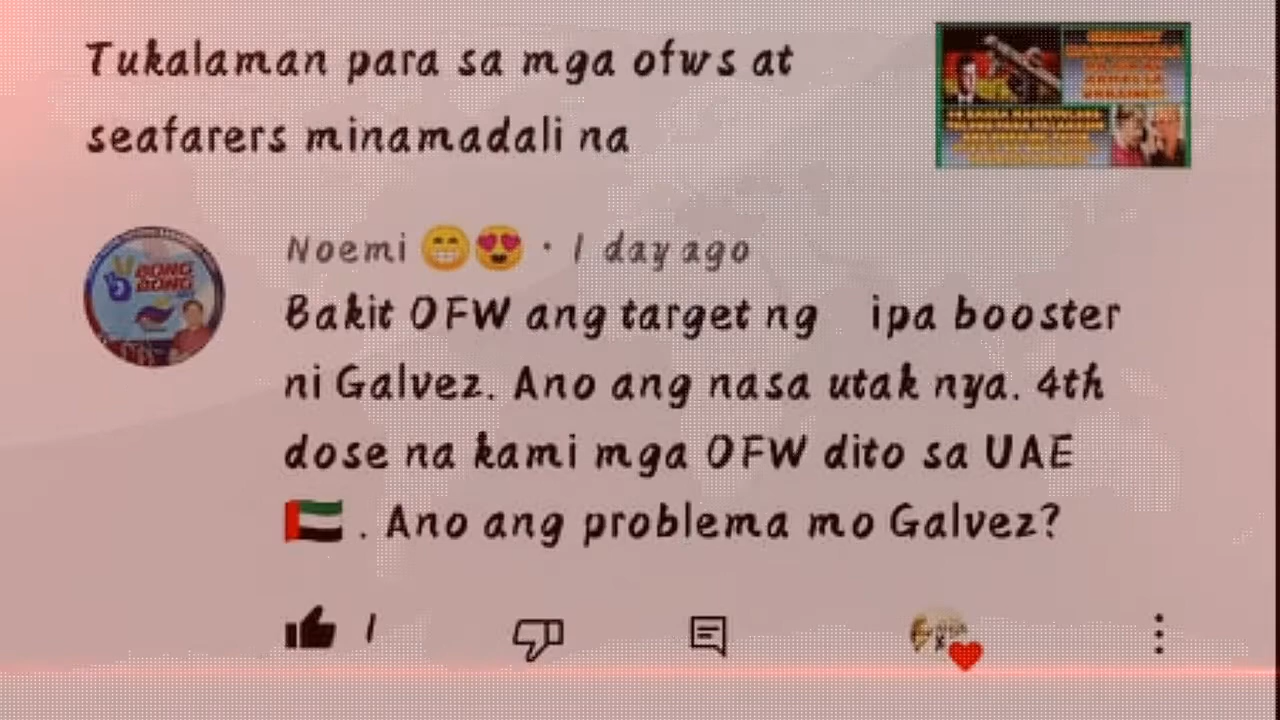 Tukalaman para sa mga ofws at
seafarers minamadali na
Noemi 😁😍 · 1 day ago
BONG
BONG
Bakit OFW ang target ng ipa booster
ni Galvez. Ano ang nasa utak nya. 4th
dose na kami mga OFW dito sa UAE
🇦🇪 . Ano ang problema mo Galvez?
1